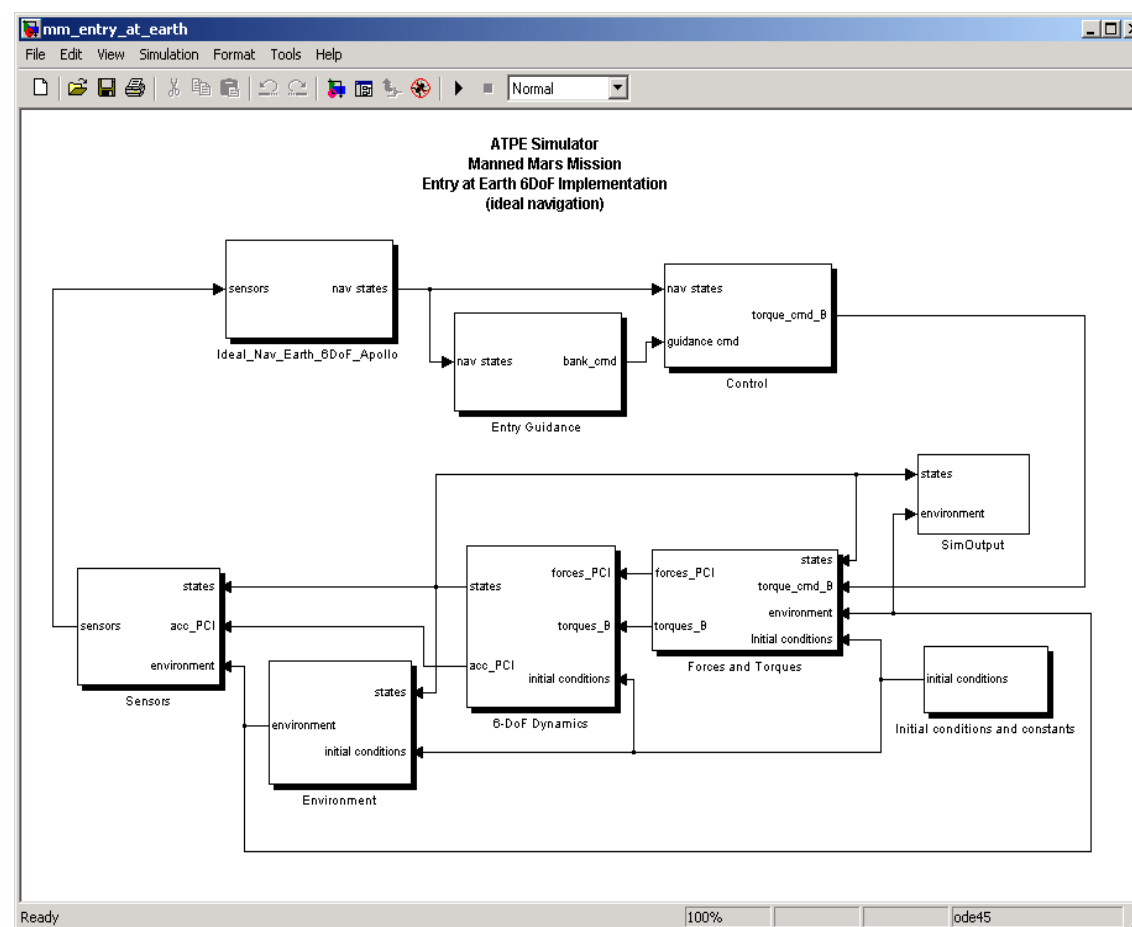 mm_entry_at_earth
File Edit View Simulation Format Tools Help
Normal
ATPE Simulator
Manned Mars Mission
Entry at Earth 6DoF Implementation
(ideal navigation)
sensors nav states
Ideal_Nav_Earth_6DoF_Apollo
nav states bank_cmd
Entry Guidance
nav states
torque_cmd_B
guidance cmd
Control
states
environment
SimOutput
states
acc_PCI
sensors
environment
Sensors
states
environment
initial conditions
Environment
forces_PCI
states
torques_B
acc_PCI
initial conditions
6-DoF Dynamics
states
forces_PCI
torque_cmd_B
environment
torques_B
Initial conditions
Forces and Torques
initial conditions
Initial conditions and constants
Ready 100% ode45